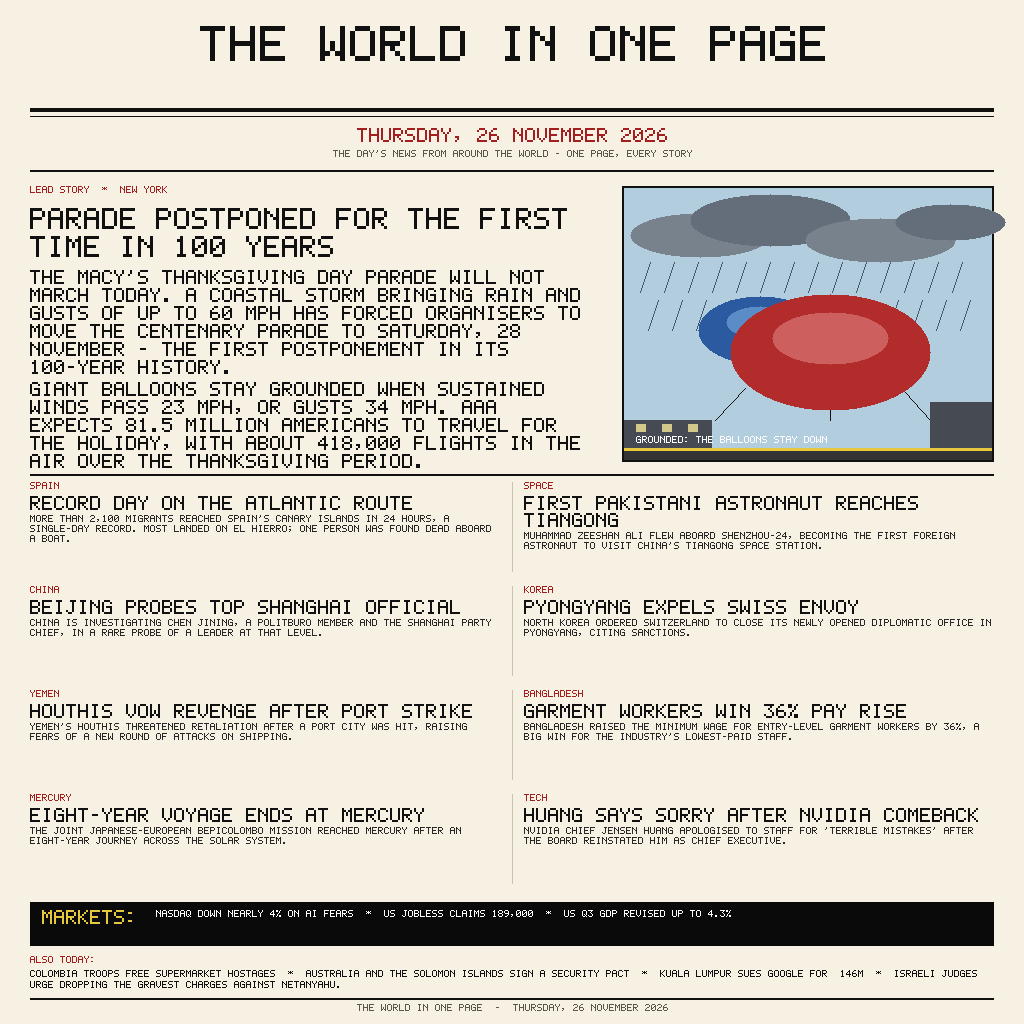 THE WORLD IN ONE PAGE
THURSDAY, 26 NOVEMBER 2026
THE DAY'S NEWS FROM AROUND THE WORLD - ONE PAGE, EVERY STORY
LEAD STORY * NEW YORK
PARADE POSTPONED FOR THE FIRST
TIME IN 100 YEARS
THE MACY'S THANKSGIVING DAY PARADE WILL NOT
MARCH TODAY. A COASTAL STORM BRINGING RAIN AND
GUSTS OF UP TO 60 MPH HAS FORCED ORGANISERS TO
MOVE THE CENTENARY PARADE TO SATURDAY, 28
NOVEMBER - THE FIRST POSTPONEMENT IN ITS
100-YEAR HISTORY.
GIANT BALLOONS STAY GROUNDED WHEN SUSTAINED
WINDS PASS 23 MPH, OR GUSTS 34 MPH. AAA
EXPECTS 81.5 MILLION AMERICANS TO TRAVEL FOR
THE HOLIDAY, WITH ABOUT 418,000 FLIGHTS IN THE
AIR OVER THE THANKSGIVING PERIOD.
GROUNDED: THE BALLOONS STAY DOWN
SPAIN
RECORD DAY ON THE ATLANTIC ROUTE
MORE THAN 2,100 MIGRANTS REACHED SPAIN'S CANARY ISLANDS IN 24 HOURS, A
SINGLE-DAY RECORD. MOST LANDED ON EL HIERRO; ONE PERSON WAS FOUND DEAD ABOARD
A BOAT.
SPACE
FIRST PAKISTANI ASTRONAUT REACHES
TIANGONG
MUHAMMAD ZEESHAN ALI FLEW ABOARD SHENZHOU-24, BECOMING THE FIRST FOREIGN
ASTRONAUT TO VISIT CHINA'S TIANGONG SPACE STATION.
CHINA
BEIJING PROBES TOP SHANGHAI OFFICIAL
CHINA IS INVESTIGATING CHEN JINING, A POLITBURO MEMBER AND THE SHANGHAI PARTY
CHIEF, IN A RARE PROBE OF A LEADER AT THAT LEVEL.
KOREA
PYONGYANG EXPELS SWISS ENVOY
NORTH KOREA ORDERED SWITZERLAND TO CLOSE ITS NEWLY OPENED DIPLOMATIC OFFICE IN
PYONGYANG, CITING SANCTIONS.
YEMEN
HOUTHIS VOW REVENGE AFTER PORT STRIKE
YEMEN'S HOUTHIS THREATENED RETALIATION AFTER A PORT CITY WAS HIT, RAISING
FEARS OF A NEW ROUND OF ATTACKS ON SHIPPING.
BANGLADESH
GARMENT WORKERS WIN 36% PAY RISE
BANGLADESH RAISED THE MINIMUM WAGE FOR ENTRY-LEVEL GARMENT WORKERS BY 36%, A
BIG WIN FOR THE INDUSTRY'S LOWEST-PAID STAFF.
MERCURY
EIGHT-YEAR VOYAGE ENDS AT MERCURY
THE JOINT JAPANESE-EUROPEAN BEPICOLOMBO MISSION REACHED MERCURY AFTER AN
EIGHT-YEAR JOURNEY ACROSS THE SOLAR SYSTEM.
TECH
HUANG SAYS SORRY AFTER NVIDIA COMEBACK
NVIDIA CHIEF JENSEN HUANG APOLOGISED TO STAFF FOR 'TERRIBLE MISTAKES' AFTER
THE BOARD REINSTATED HIM AS CHIEF EXECUTIVE.
MARKETS: NASDAQ DOWN NEARLY 4% ON AI FEARS * US JOBLESS CLAIMS 189,000 * US Q3 GDP REVISED UP TO 4.3%
ALSO TODAY:
COLOMBIA TROOPS FREE SUPERMARKET HOSTAGES * AUSTRALIA AND THE SOLOMON ISLANDS SIGN A SECURITY PACT * KUALA LUMPUR SUES GOOGLE FOR 146M * ISRAELI JUDGES
URGE DROPPING THE GRAVEST CHARGES AGAINST NETANYAHU.
THE WORLD IN ONE PAGE - THURSDAY, 26 NOVEMBER 2026